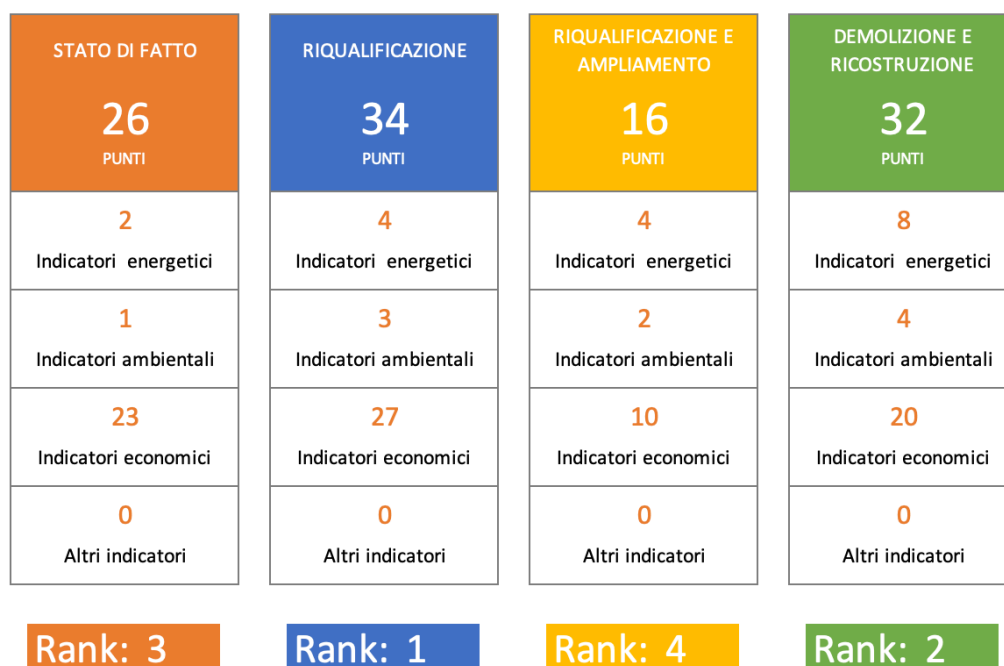 STATO DI FATTO
26
PUNTI
2
Indicatori energetici
1
Indicatori ambientali
23
Indicatori economici
0
Altri indicatori
Rank: 3
RIQUALIFICAZIONE
34
PUNTI
4
Indicatori energetici
3
Indicatori ambientali
27
Indicatori economici
0
Altri indicatori
Rank: 1
RIQUALIFICAZIONE E
AMPLIAMENTO
16
PUNTI
4
Indicatori energetici
2
Indicatori ambientali
10
Indicatori economici
0
Altri indicatori
Rank: 4
DEMOLIZIONE E
RICOSTRUZIONE
32
PUNTI
8
Indicatori energetici
4
Indicatori ambientali
20
Indicatori economici
0
Altri indicatori
Rank: 2